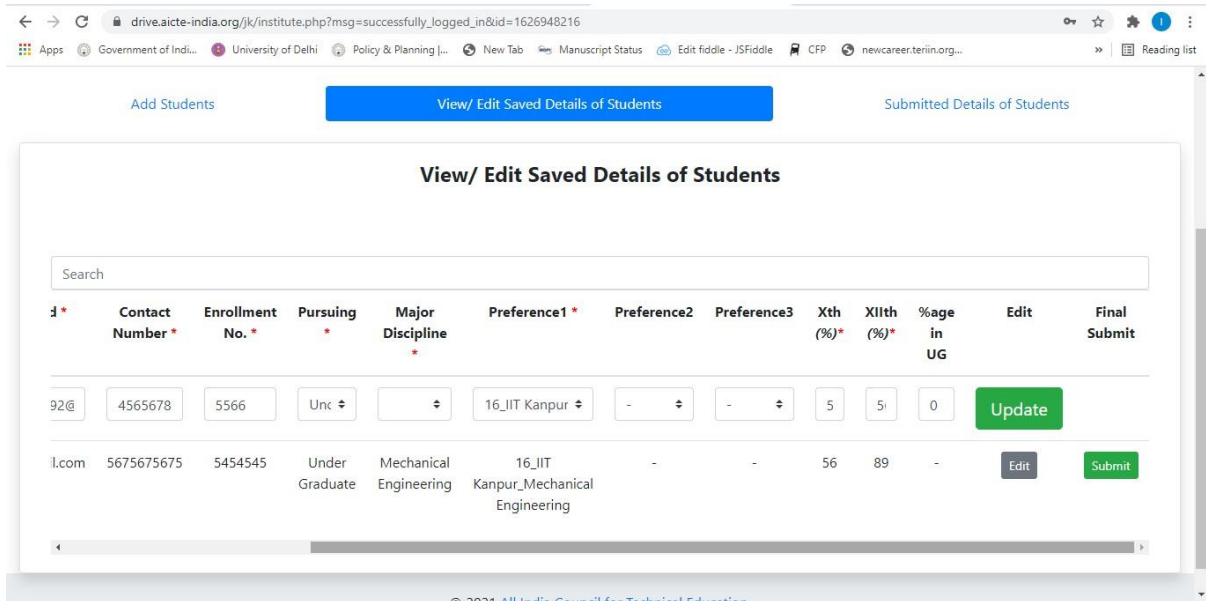 drive.aicte-india.org/jk/institute.php?msg=successfully_logged_in&id=1626948216
Apps Government of Indi... University of Delhi Policy & Planning |... New Tab Manuscript Status Edit fiddle - JSFiddle CFP newcareer.teriin.org... » Reading list
Add Students View/ Edit Saved Details of Students Submitted Details of Students
View/ Edit Saved Details of Students
Search
d * Contact Enrollment Pursuing Major Preference1 * Preference2 Preference3 Xth XIIth %age Edit Final
Number * No. * * Discipline (%)* (%)* in Submit
* UG
92@ 4565678 5566 Unc 16_IIT Kanpur - - 5 5 0 Update
il.com 5675675675 5454545 Under Mechanical 16_IIT - - 56 89 - Edit Submit
Graduate Engineering Kanpur_Mechanical
Engineering
© 2021 All India Council for Technical Education